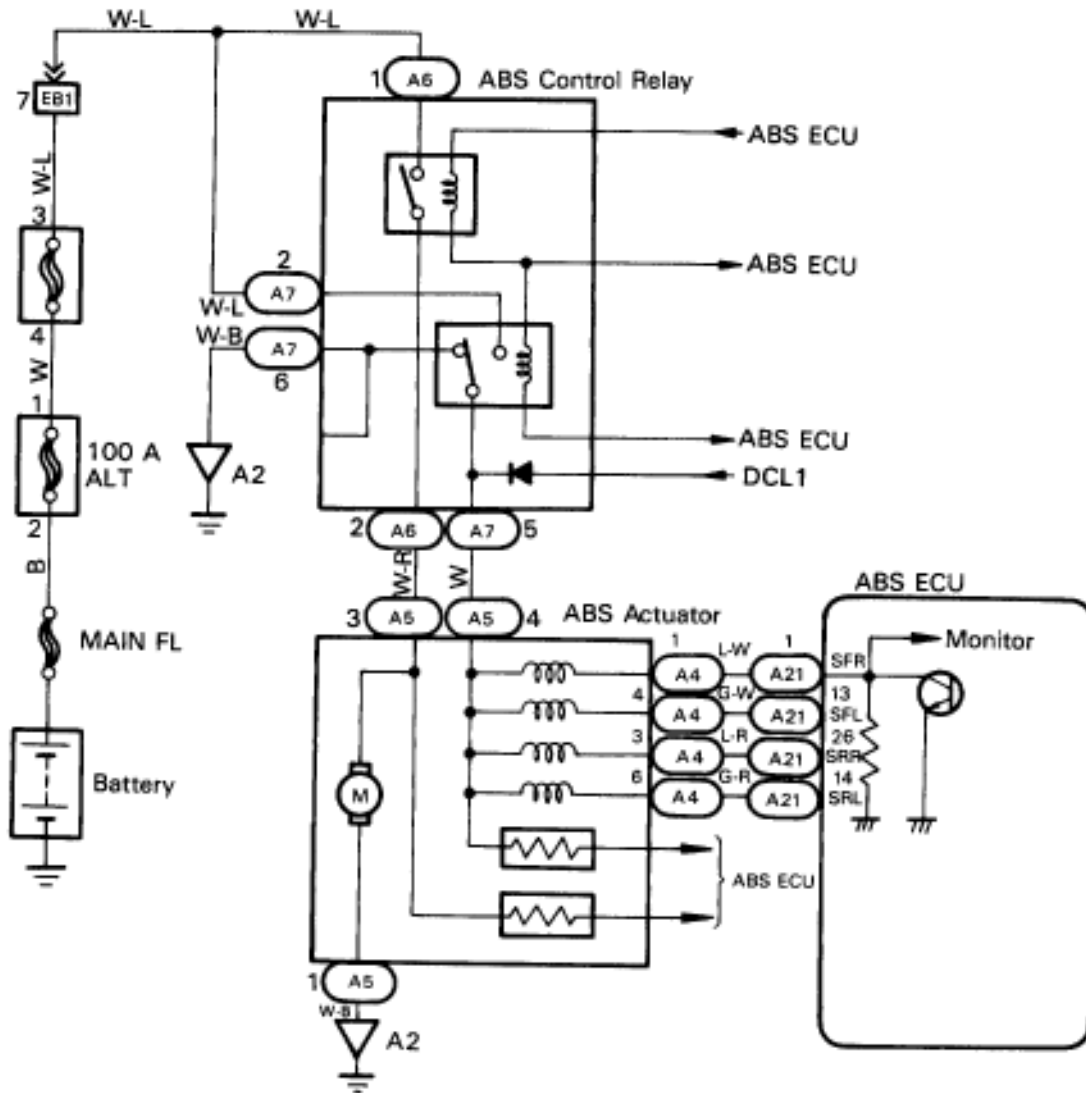 W-L
W-L
1
A6
ABS Control Relay
7
EB1
ABS ECU
W-L
3
2
ABS ECU
A7
W-L
4
W-B
A7
6
W
1
100 A
ALT
A2
ABS ECU
DCL1
2
2
A6
A7
5
B
W-R
W
ABS ECU
3
A5
A5
4
ABS Actuator
MAIN FL
Monitor
1
L-W
1
SFR
A4
A21
4
G-W
13
A4
A21
SFL
3
L-R
26
A4
A21
SRR
6
G-R
14
A4
A21
SRL
Battery
M
ABS ECU
1
A5
W-B
A2